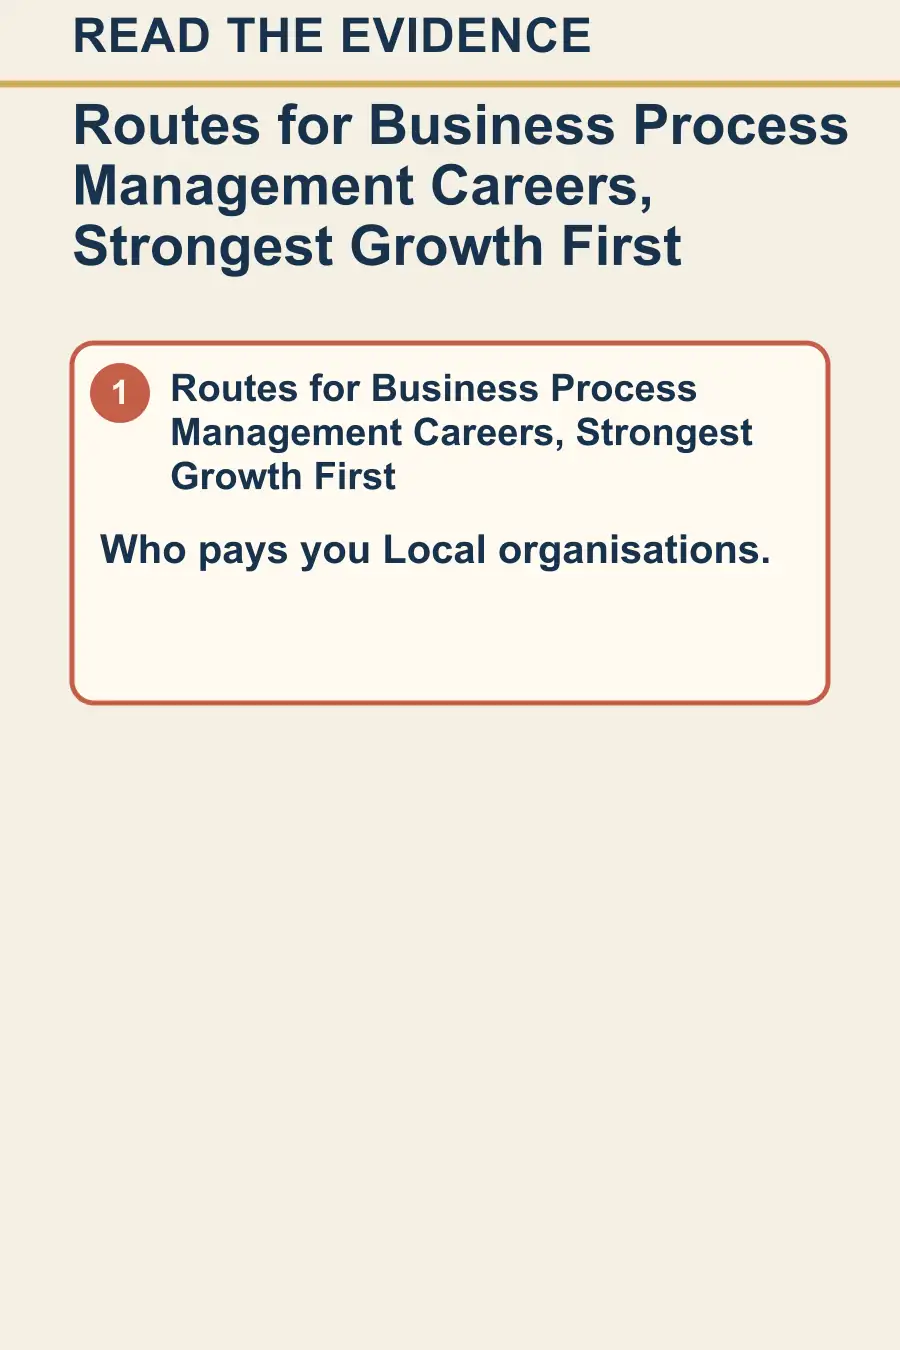 READ THE EVIDENCE
Routes for Business Process
Management Careers,
Strongest Growth First
1
Routes for Business Process
Management Careers, Strongest
Growth First
Who pays you Local organisations.